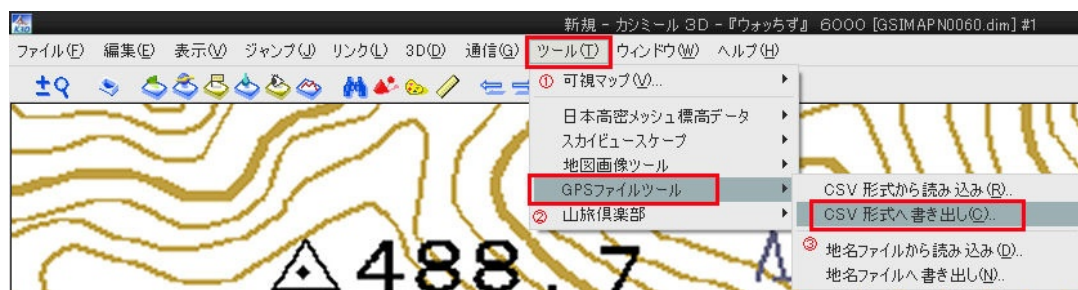 新規 - カシミール 3D - 『ウォッちず』 6000 [GSIMAPN0060.dim] #1
ファイル(F) 編集(E) 表示(V) ジャンプ(J) リンク(L) 3D(D) 通信(G) ツール(T) ウィンドウ(W) ヘルプ(H)
① 可視マップ(V)...
日本高密メッシュ標高データ
スカイビュースケープ
地図画像ツール
GPSファイルツール
② 山旅倶楽部
CSV 形式から読み込み(R)..
CSV 形式へ書き出し(C)..
③ 地名ファイルから読み込み(D)..
地名ファイルへ書き出し(N)..
488.7